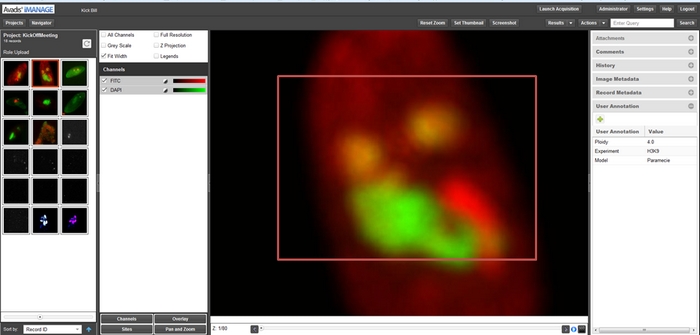 Avadis iMANAGE
Kick Bill
Launch Acquisition
Administrator
Settings
Help
Logout
Projects
Navigator
Reset Zoom
Set Thumbnail
Screenshot
Results
Actions
Enter Query
Search
Project: KickOffMeeting
18 records
Role Upload
All Channels
Full Resolution
Grey Scale
Z Projection
Fit Width
Legends
Channels
FITC
DAPI
Attachments
Comments
History
Image Metadata
Record Metadata
User Annotation
User Annotation Value
Ploidy 4.0
Experiment H3K9
Model Paramecie
Channels
Overlay
Sites
Pan and Zoom
Sort by: Record ID
Z: 1/80